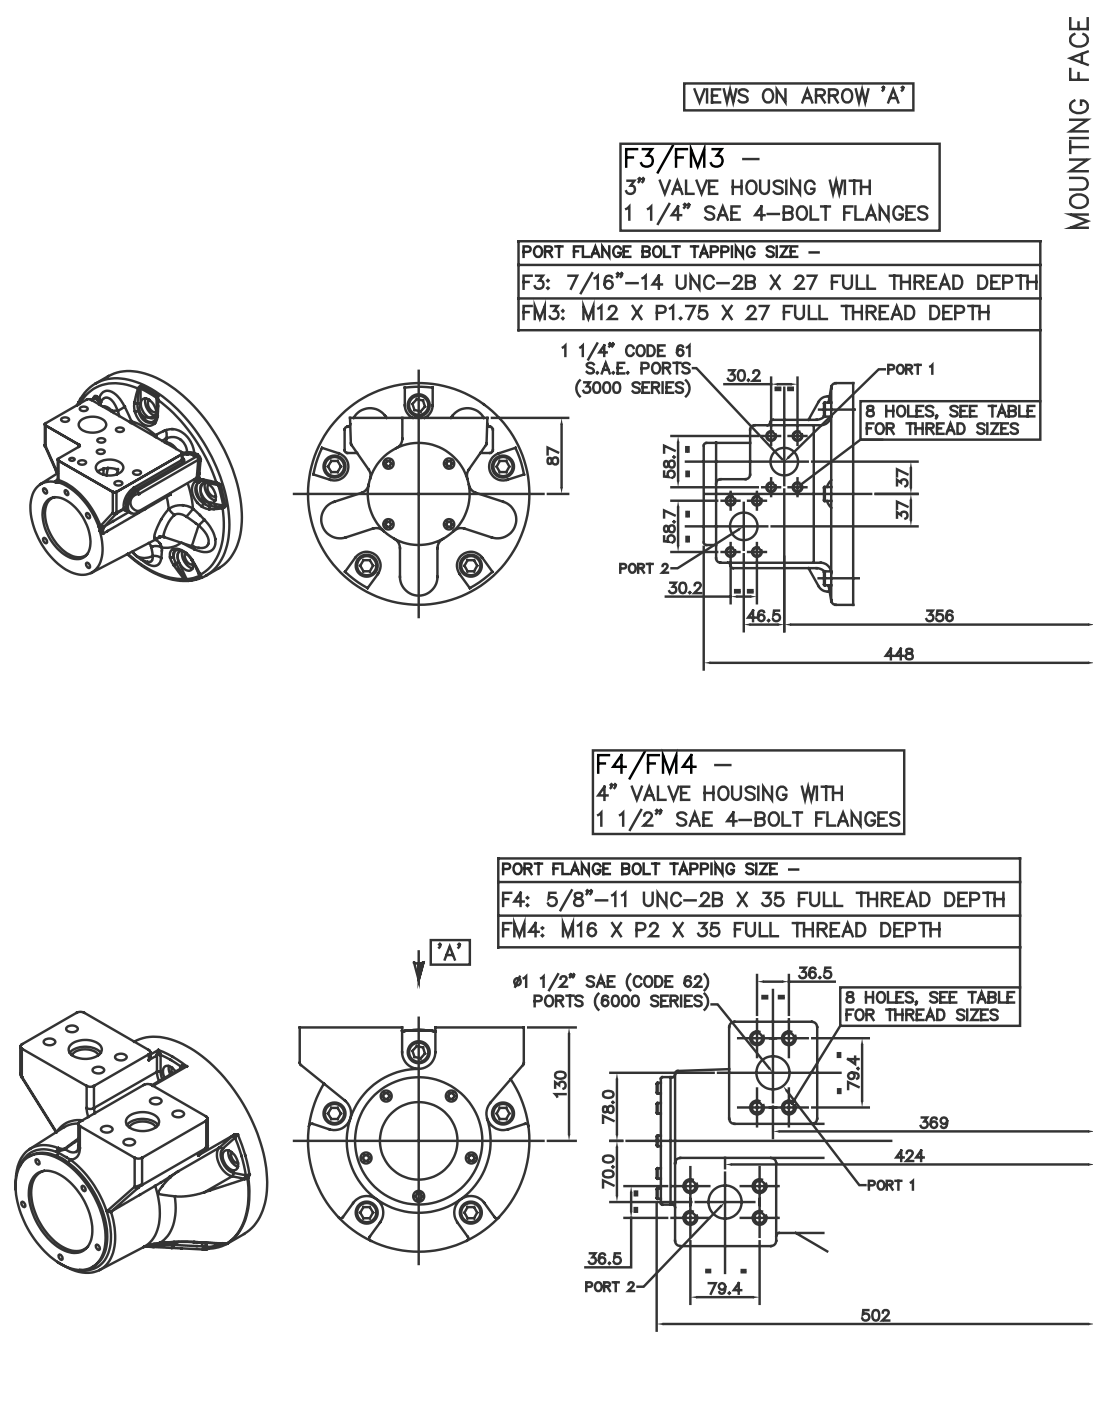 MOUNTING FACE
VIEWS ON ARROW 'A'
F3/FM3 –
3" VALVE HOUSING WITH
1 1/4" SAE 4–BOLT FLANGES
PORT FLANGE BOLT TAPPING SIZE –
F3: 7/16"–14 UNC–2B X 27 FULL THREAD DEPTH
FM3: M12 X P1.75 X 27 FULL THREAD DEPTH
1 1/4" CODE 61
S.A.E. PORTS
(3000 SERIES)
30.2
PORT 1
8 HOLES, SEE TABLE
FOR THREAD SIZES
87
58.7
37
58.7
37
PORT 2
30.2
46.5
356
448
F4/FM4 –
4" VALVE HOUSING WITH
1 1/2" SAE 4–BOLT FLANGES
PORT FLANGE BOLT TAPPING SIZE –
F4: 5/8"–11 UNC–2B X 35 FULL THREAD DEPTH
FM4: M16 X P2 X 35 FULL THREAD DEPTH
'A'
ø1 1/2" SAE (CODE 62)
PORTS (6000 SERIES)
36.5
8 HOLES, SEE TABLE
FOR THREAD SIZES
130
78.0
79.4
369
424
70.0
PORT 1
36.5
PORT 2
79.4
502